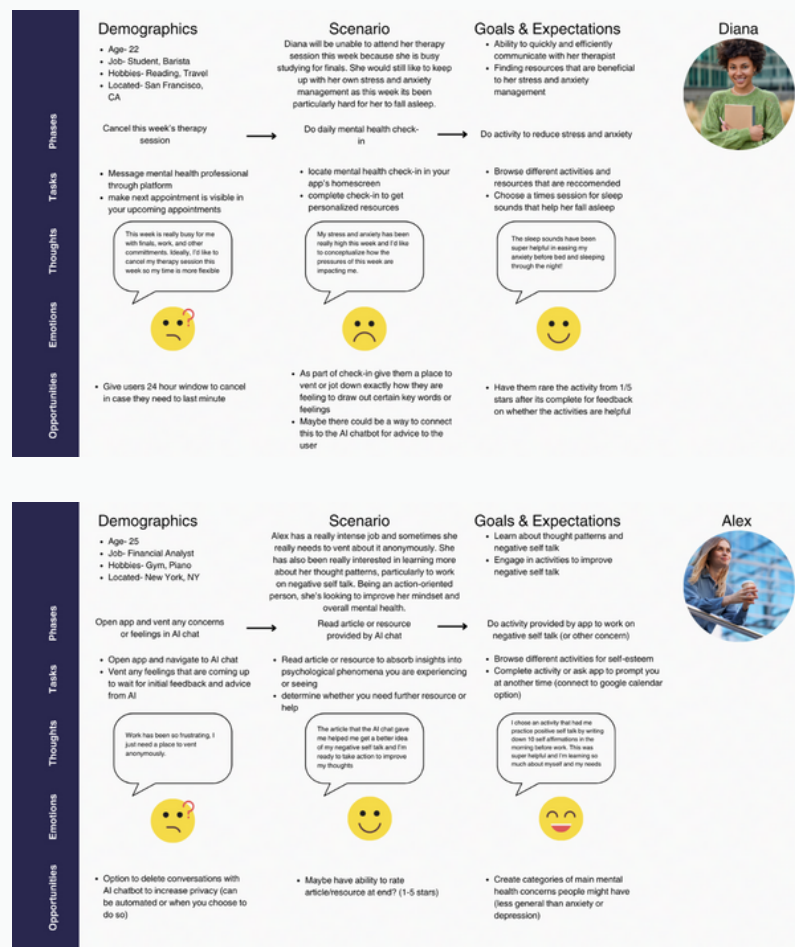 Demographics
• Age- 22
• Job- Student, Barista
• Hobbies- Reading, Travel
• Located- San Francisco,
CA
Scenario
Diana will be unable to attend her therapy
session this week because she is busy
studying for finals. She would still like to keep
up with her own stress and anxiety
management as this week its been
particularly hard for her to fall asleep.
Goals & Expectations
• Ability to quickly and efficiently
communicate with her therapist
• Finding resources that are beneficial
to her stress and anxiety
management
Diana
Phases
Cancel this week's therapy
session
Do daily mental health check-
in
Do activity to reduce stress and anxiety
Tasks
• Message mental health professional
through platform
• make next appointment is visible in
your upcoming appointments
• locate mental health check-in in your
app's homescreen
• complete check-in to get
personalized resources
• Browse different activities and
resources that are reccomended
• Choose a times session for sleep
sounds that help her fall asleep
Thoughts
This week is really busy for me
with finals, work, and other
commitments. Ideally, I'd like to
cancel my therapy session this
week so my time is more flexible
My stress and anxiety has been
really high this week and I'd like
to conceptualize how the
pressures of this week are
impacting me.
The sleep sounds have been
super helpful in easing my
anxiety before bed and sleeping
through the night!
Emotions
?
Opportunities
• Give users 24 hour window to cancel
in case they need to last minute
• As part of check-in give them a place to
vent or jot down exactly how they are
feeling to draw out certain key words or
feelings
• Maybe there could be a way to connect
this to the AI chatbot for advice to the
user
• Have them rare the activity from 1/5
stars after its complete for feedback
on whether the activities are helpful
Demographics
• Age- 25
• Job- Financial Analyst
• Hobbies- Gym, Piano
• Located- New York, NY
Scenario
Alex has a really intense job and sometimes she
really needs to vent about it anonymously. She
has also been really interested in learning more
about her thought patterns, particularly to work
on negative self talk. Being an action-oriented
person, she's looking to improve her mindset and
overall mental health.
Goals & Expectations
• Learn about thought patterns and
negative self talk
• Engage in activities to improve
negative self talk
Alex
Phases
Open app and vent any concerns
or feelings in AI chat
Read article or resource
provided by AI chat
Do activity provided by app to work on
negative self talk (or other concern)
Tasks
• Open app and navigate to AI chat
• Vent any feelings that are coming up
to wait for initial feedback and advice
from AI
• Read article or resource to absorb insights into
psychological phenomena you are experiencing
or seeing
• determine whether you need further resource or
help
• Browse different activities for self-esteem
• Complete activity or ask app to prompt you
at another time (connect to google calendar
option)
Thoughts
Work has been so frustrating. I
just need a place to vent
anonymously.
The article that the AI chat gave
me helped me get a better idea
of my negative self talk and I'm
ready to take action to improve
my thoughts
I chose an activity that had me
practice positive self talk by writing
down 10 self affirmations in the
morning before work. This was
super helpful and I'm learning so
much about myself and my needs
Emotions
?
Opportunities
• Option to delete conversations with
AI chatbot to increase privacy (can
be automated or when you choose to
do so)
• Maybe have ability to rate
article/resource at end? (1-5 stars)
• Create categories of main mental
health concerns people might have
(less general than anxiety or
depression)